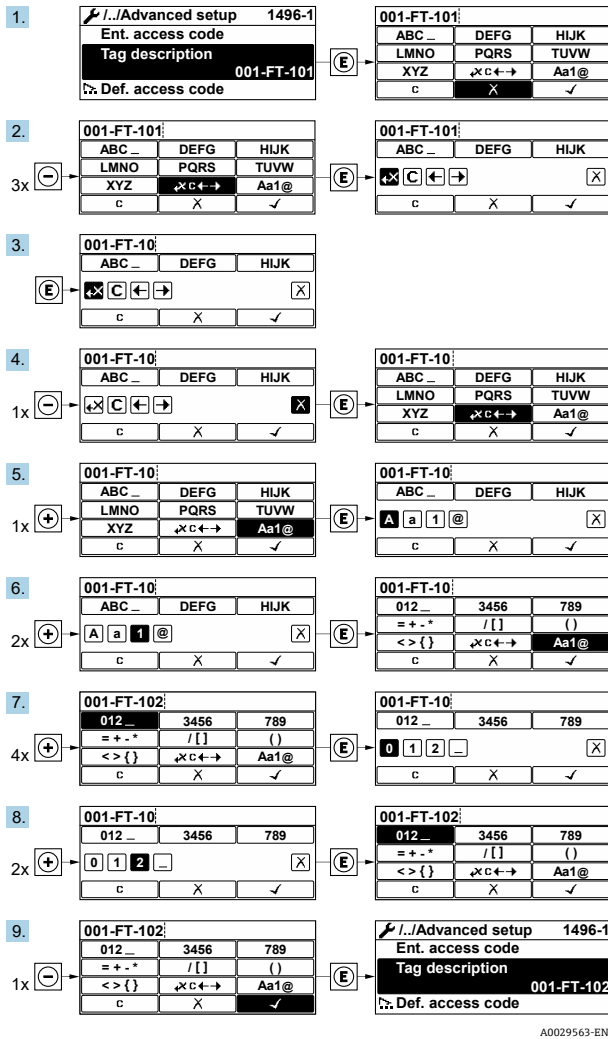 1.
/../Advanced setup 1496-1
Ent. access code
Tag description
001-FT-101
Def. access code
E
001-FT-101
ABC _ DEFG HIJK
LMNO PQRS TUVW
XYZ C ←→ Aa1@
C X ✓
2.
3x −
001-FT-101
ABC _ DEFG HIJK
LMNO PQRS TUVW
XYZ C ←→ Aa1@
C X ✓
E
001-FT-101
ABC _ DEFG HIJK
C ← → X
C X ✓
3.
E
001-FT-10
ABC _ DEFG HIJK
C ← → X
C X ✓
4.
1x −
001-FT-10
ABC _ DEFG HIJK
C ← → X
C X ✓
E
001-FT-10
ABC _ DEFG HIJK
LMNO PQRS TUVW
XYZ C ←→ Aa1@
C X ✓
5.
1x +
001-FT-10
ABC _ DEFG HIJK
LMNO PQRS TUVW
XYZ C ←→ Aa1@
C X ✓
E
001-FT-10
ABC _ DEFG HIJK
A a 1 @ X
C X ✓
6.
2x +
001-FT-10
ABC _ DEFG HIJK
A a 1 @ X
C X ✓
E
001-FT-10
012 _ 3456 789
= + - * / [ ] ( )
< > { } C ←→ Aa1@
C X ✓
7.
4x +
001-FT-102
012 _ 3456 789
= + - * / [ ] ( )
< > { } C ←→ Aa1@
C X ✓
E
001-FT-10
012 _ 3456 789
0 1 2 _ X
C X ✓
8.
2x +
001-FT-10
012 _ 3456 789
0 1 2 _ X
C X ✓
E
001-FT-102
012 _ 3456 789
= + - * / [ ] ( )
< > { } C ←→ Aa1@
C X ✓
9.
1x −
001-FT-102
012 _ 3456 789
= + - * / [ ] ( )
< > { } C ←→ Aa1@
C X ✓
E
/../Advanced setup 1496-1
Ent. access code
Tag description
001-FT-102
Def. access code
A0029563-EN